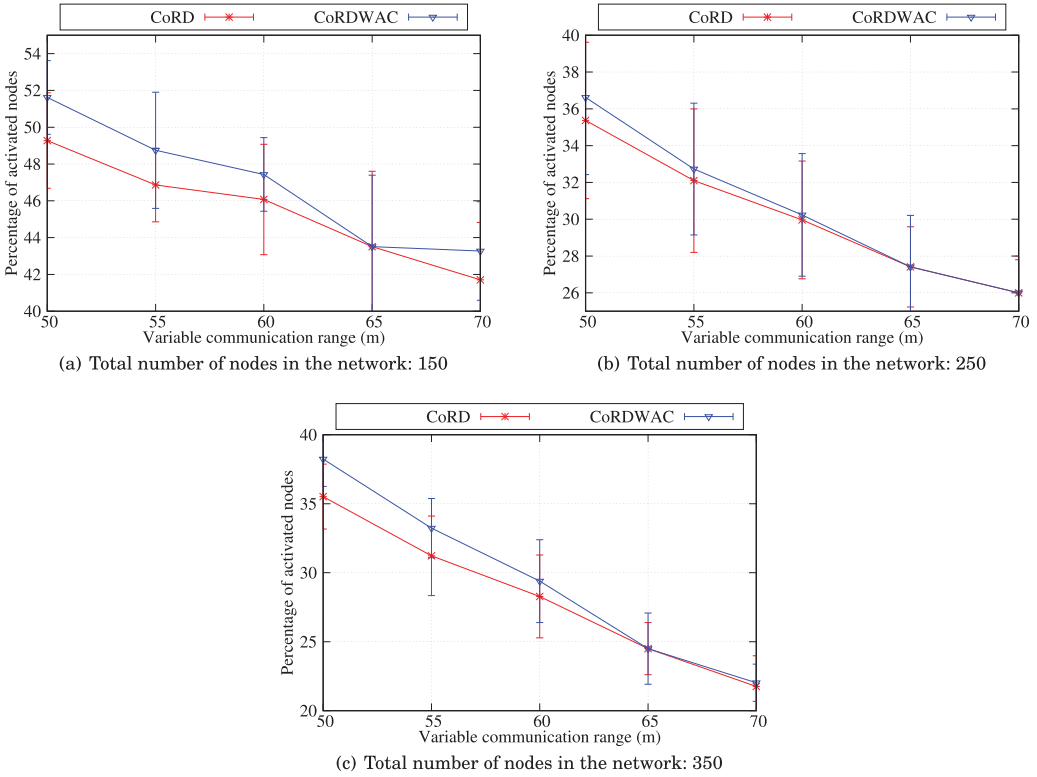 CoRD CoRDWAC
Percentage of activated nodes
54
52
50
48
46
44
42
40
50 55 60 65 70
Variable communication range (m)
(a) Total number of nodes in the network: 150
CoRD CoRDWAC
Percentage of activated nodes
40
38
36
34
32
30
28
26
50 55 60 65 70
Variable communication range (m)
(b) Total number of nodes in the network: 250
CoRD CoRDWAC
Percentage of activated nodes
40
35
30
25
20
50 55 60 65 70
Variable communication range (m)
(c) Total number of nodes in the network: 350